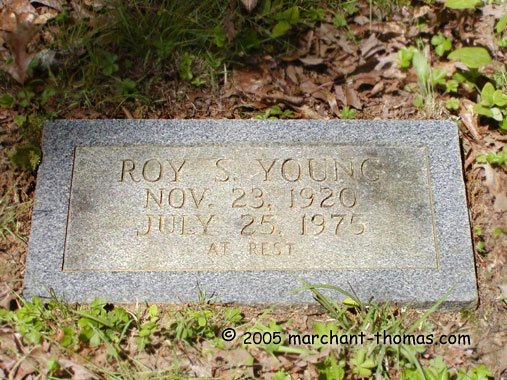 ROY S. YOUNG
NOV. 23, 1920
JULY 25, 1975
AT REST
© 2005 marchant-thomas.com